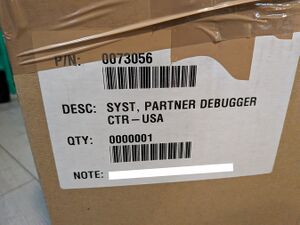 P/N: 0073056
DESC: SYST, PARTNER DEBUGGER
CTR-USA
QTY: 0000001
NOTE: